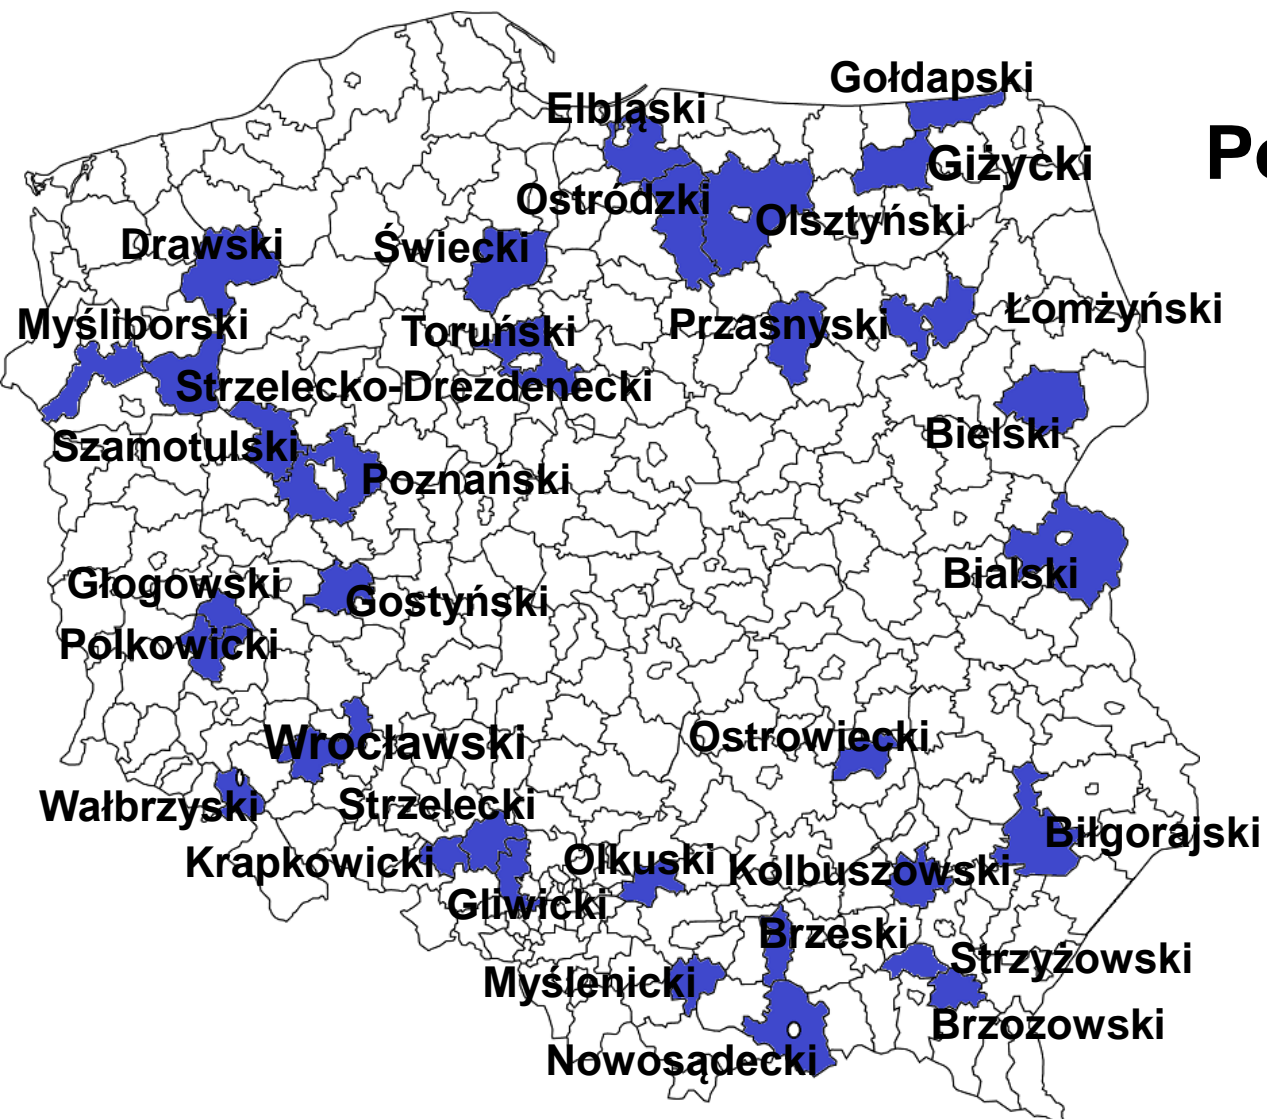 Gołdapski
Elbląski
Giżycki
Ostródzki
Olsztyński
Drawski
Świecki
Myśliborski
Toruński
Przasnyski
Łomżyński
Strzelecko-Drezdenecki
Szamotulski
Bielski
Poznański
Bialski
Głogowski
Gostyński
Polkowicki
Wrocławski
Ostrowiecki
Wałbrzyski
Strzelecki
Biłgorajski
Krapkowicki
Olkuski
Kolbuszowski
Gliwicki
Brzeski
Strzyżowski
Myślenicki
Brzozowski
Nowosądecki